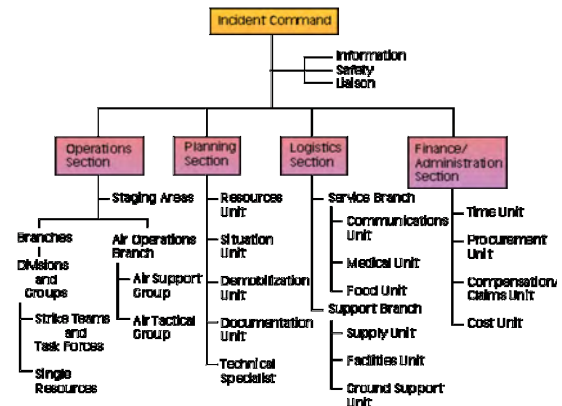 Incident Command
Information
Safety
Liaison
Operations
Section
Planning
Section
Logistics
Section
Finance/
Administration
Section
Staging Areas
Branches
Divisions
and
Groups
Strike Teams
and
Task Forces
Single
Resources
Air Operations
Branch
Air Support
Group
Air Tactical
Group
Resources
Unit
Situation
Unit
Demobilization
Unit
Documentation
Unit
Technical
Specialist
Service Branch
Communications
Unit
Medical Unit
Food Unit
Support Branch
Supply Unit
Facilities Unit
Ground Support
Unit
Time Unit
Procurement
Unit
Compensation/
Claims Unit
Cost Unit